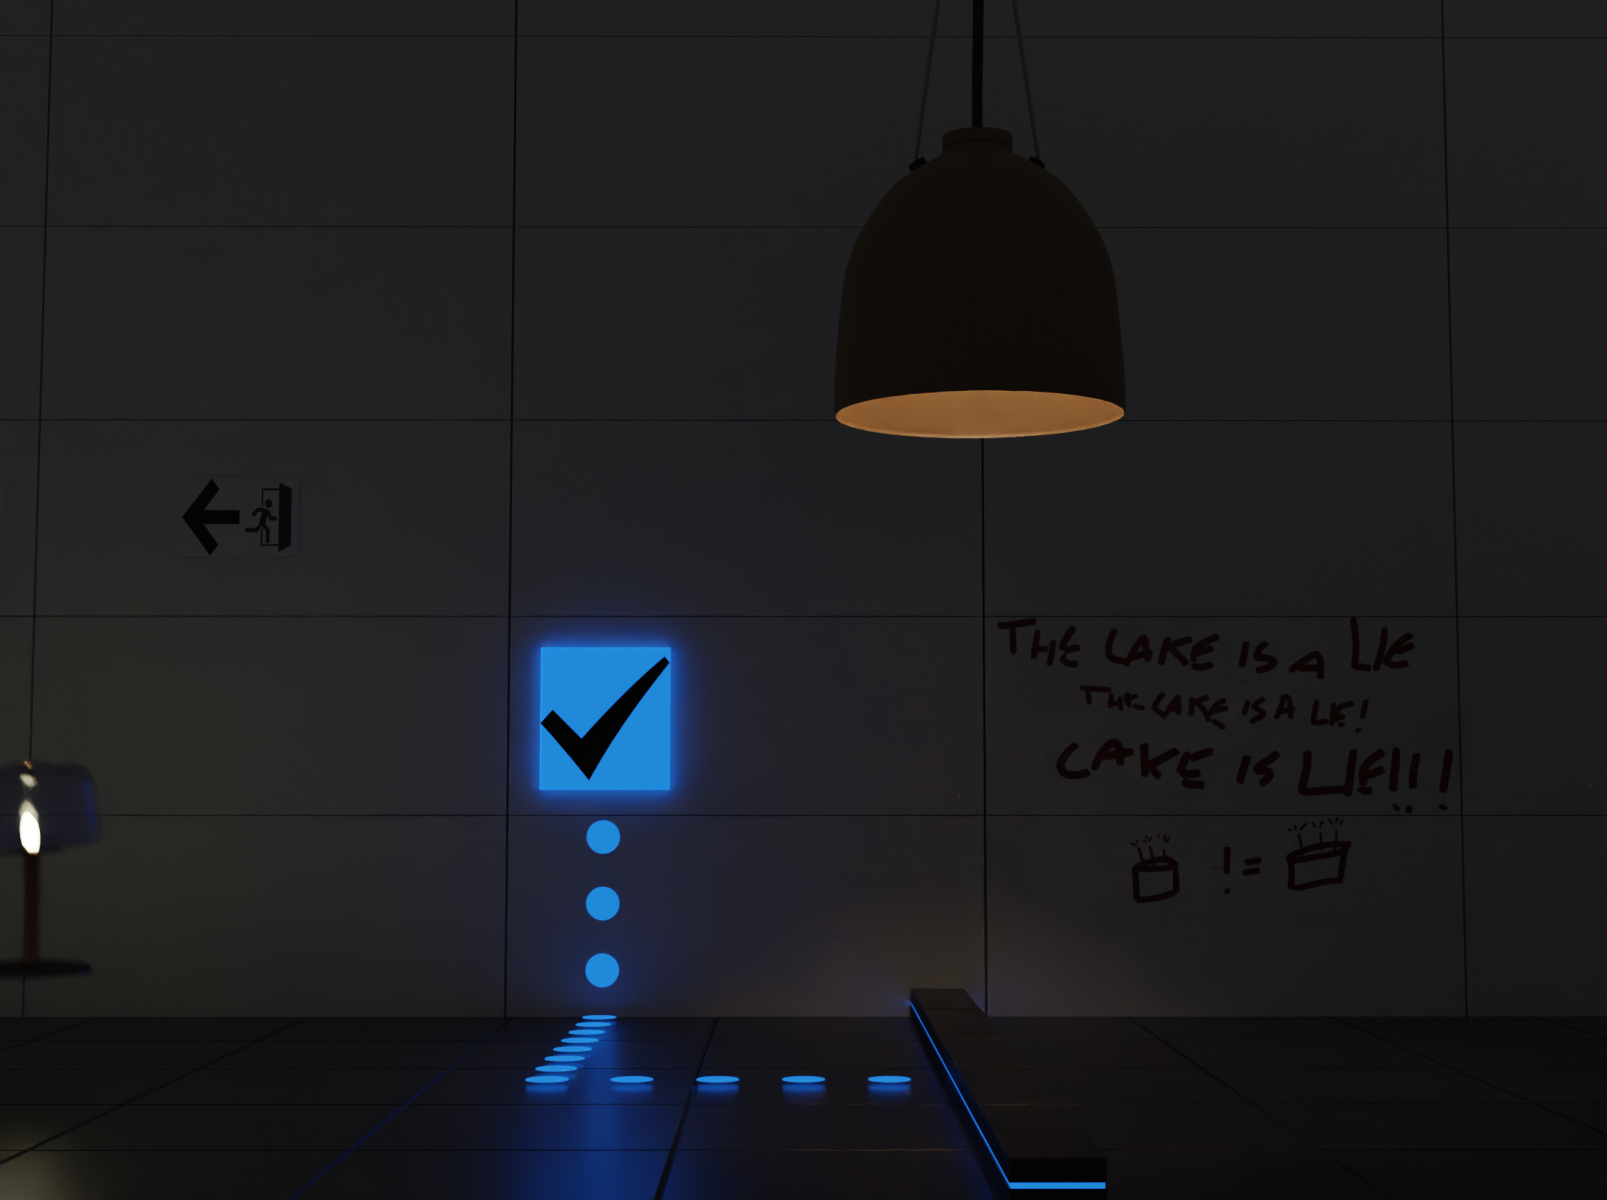 THE CAKE IS A LIE
THE CAKE IS A LIE!
CAKE IS LIE!!!
!=